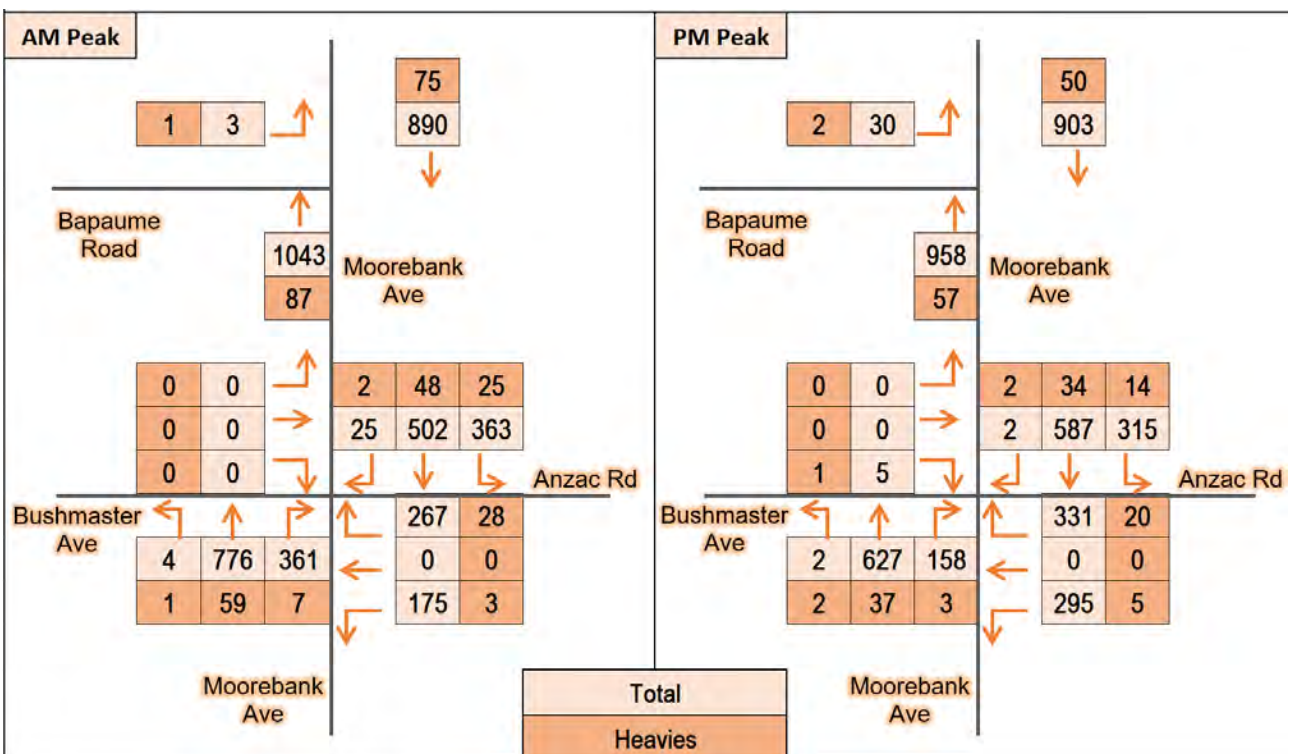 AM Peak
75
890
1 3
Bapaume
Road
1043
87
Moorebank
Ave
0 0
0 0
0 0
2 48 25
25 502 363
Anzac Rd
Bushmaster
Ave
4 776 361
1 59 7
267 28
0 0
175 3
Moorebank
Ave
PM Peak
50
903
2 30
Bapaume
Road
958
57
Moorebank
Ave
0 0
0 0
1 5
2 34 14
2 587 315
Anzac Rd
Bushmaster
Ave
2 627 158
2 37 3
331 20
0 0
295 5
Moorebank
Ave
Total
Heavies